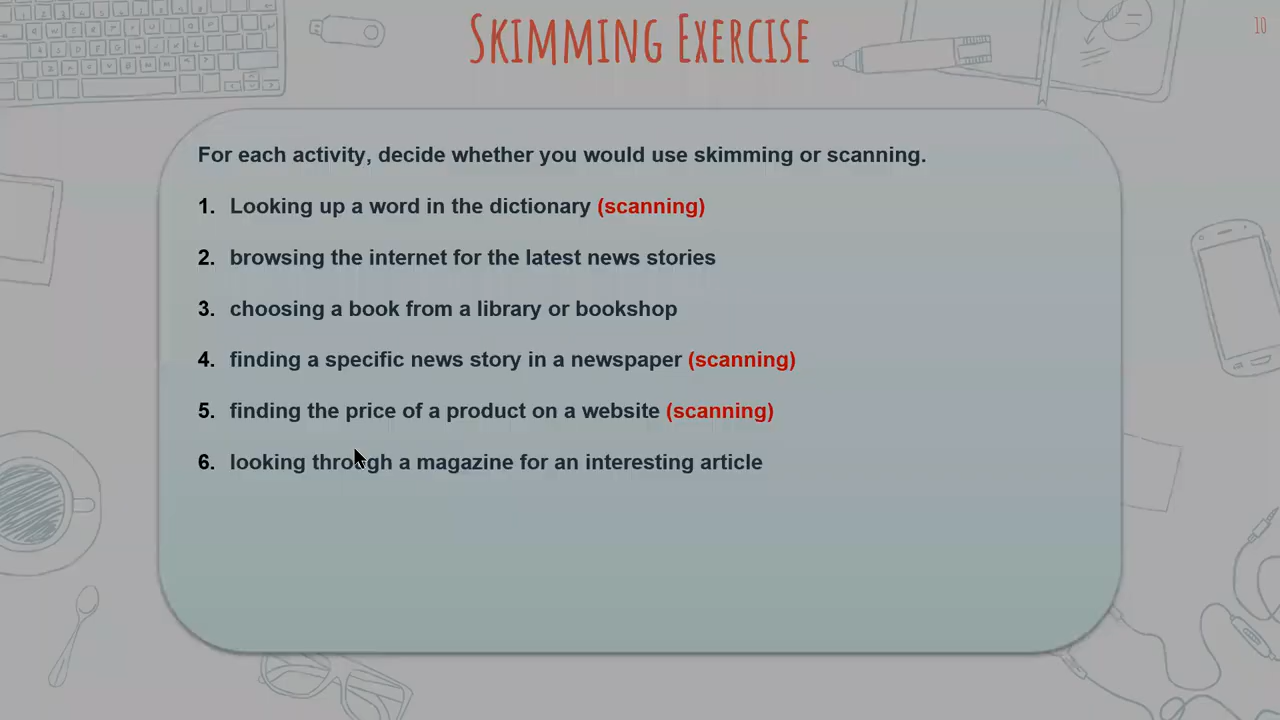 Skimming Exercise
10
For each activity, decide whether you would use skimming or scanning.
1. Looking up a word in the dictionary (scanning)
2. browsing the internet for the latest news stories
3. choosing a book from a library or bookshop
4. finding a specific news story in a newspaper (scanning)
5. finding the price of a product on a website (scanning)
6. looking through a magazine for an interesting article